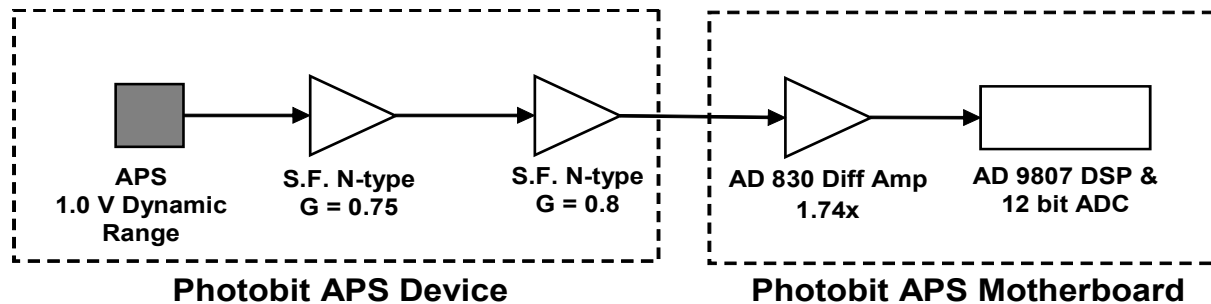 APS
1.0 V Dynamic
Range
S.F. N-type
G = 0.75
S.F. N-type
G = 0.8
AD 830 Diff Amp
1.74x
AD 9807 DSP &
12 bit ADC
Photobit APS Device
Photobit APS Motherboard